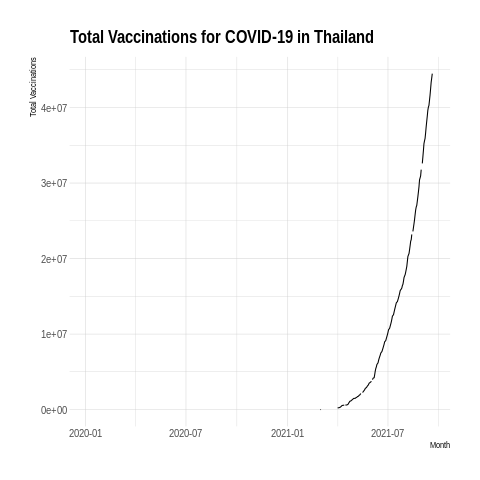 Total Vaccinations for COVID-19 in Thailand
Total Vaccinations
4e+07
3e+07
2e+07
1e+07
0e+00
2020-01 2020-07 2021-01 2021-07
Month